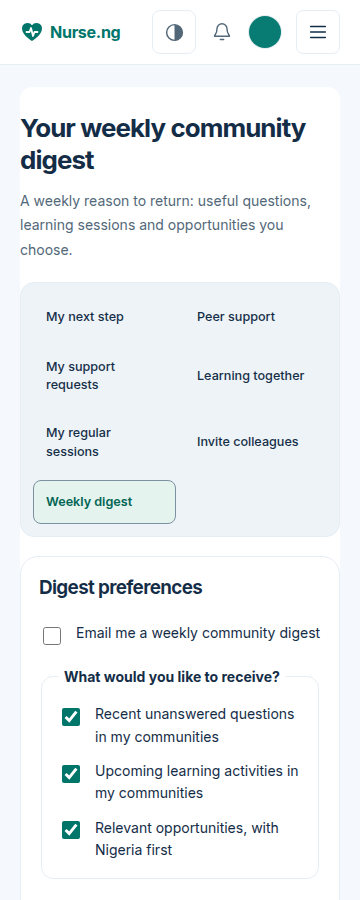 Nurse.ng
Your weekly community
digest
A weekly reason to return: useful questions,
learning sessions and opportunities you
choose.
My next step
Peer support
My support
requests
Learning together
My regular
sessions
Invite colleagues
Weekly digest
Digest preferences
Email me a weekly community digest
What would you like to receive?
Recent unanswered questions
in my communities
Upcoming learning activities in
my communities
Relevant opportunities, with
Nigeria first